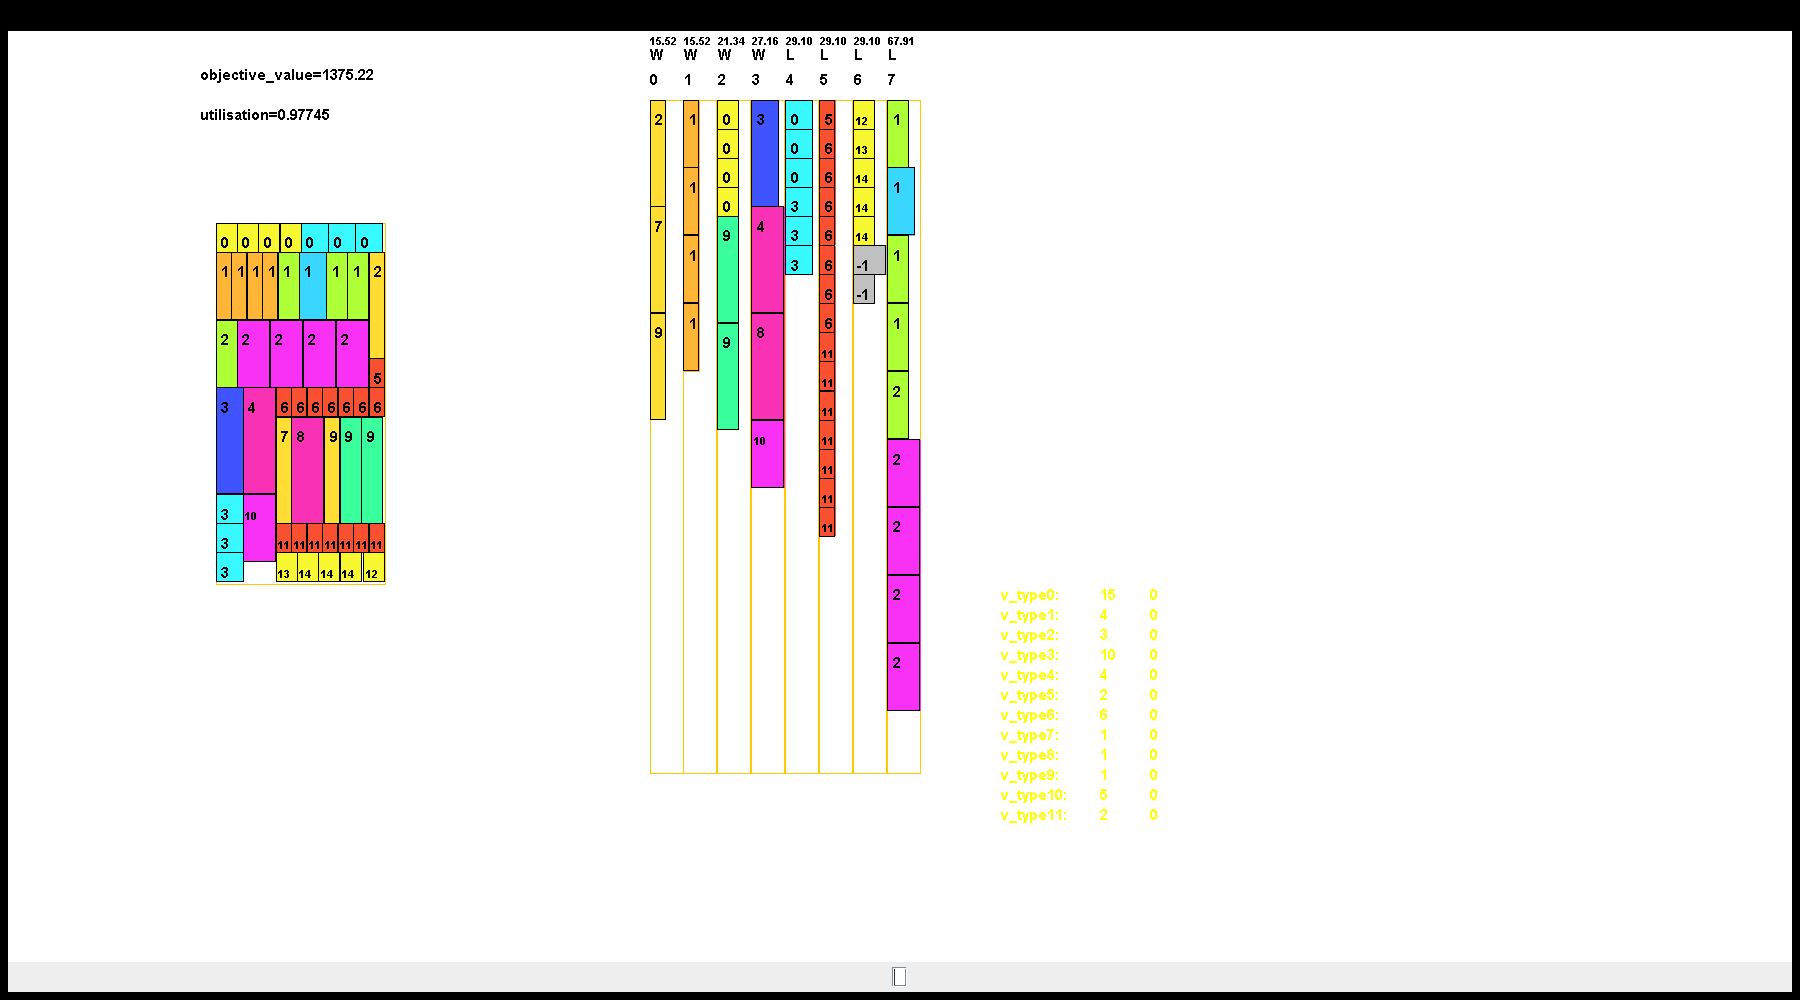 15.52 15.52 21.34 27.16 29.10 29.10 29.10 67.91
W W W W L L L L
objective_value=1375.22
0 1 2 3 4 5 6 7
utilisation=0.97745
0 0 0 0 0 0 0
1 1 1 1 1 1 1 1 2
2 2 2 2 2
5
3 4 6 6 6 6 6 6 6
7 8 9 9 9
3 10
3 11 11 11 11 11 11 11
3 13 14 14 14 12
2 1 0 3 0 5 12 1
0 0 6 13
0 0 6 14 1
1
0 3 6 14
7 4
9 3 6 14
1 1
3 6 -1
6 -1
1 6 1
9 8 11
9
11
2
11
10 11
2
11
11
11
2
2
2
v_type0: 15 0
v_type1: 4 0
v_type2: 3 0
v_type3: 10 0
v_type4: 4 0
v_type5: 2 0
v_type6: 6 0
v_type7: 1 0
v_type8: 1 0
v_type9: 1 0
v_type10: 5 0
v_type11: 2 0